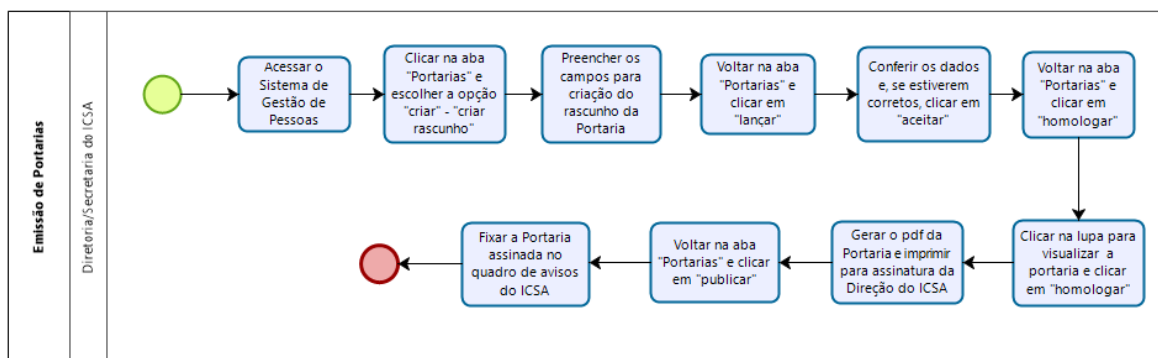 Emissão de Portarias
Diretoria/Secretaria do ICSA
Acessar o
Sistema de
Gestão de
Pessoas
Clicar na aba
"Portarias" e
escolher a opção
"criar" - "criar
rascunho"
Preencher os
campos para
criação do
rascunho da
Portaria
Voltar na aba
"Portarias" e
clicar em
"lançar"
Conferir os dados
e, se estiverem
corretos, clicar em
"aceitar"
Voltar na aba
"Portarias" e
clicar em
"homologar"
Clicar na lupa para
visualizar a
portaria e clicar
em "homologar"
Gerar o pdf da
Portaria e imprimir
para assinatura da
Direção do ICSA
Voltar na aba
"Portarias" e clicar
em "publicar"
Fixar a Portaria
assinada no
quadro de avisos
do ICSA